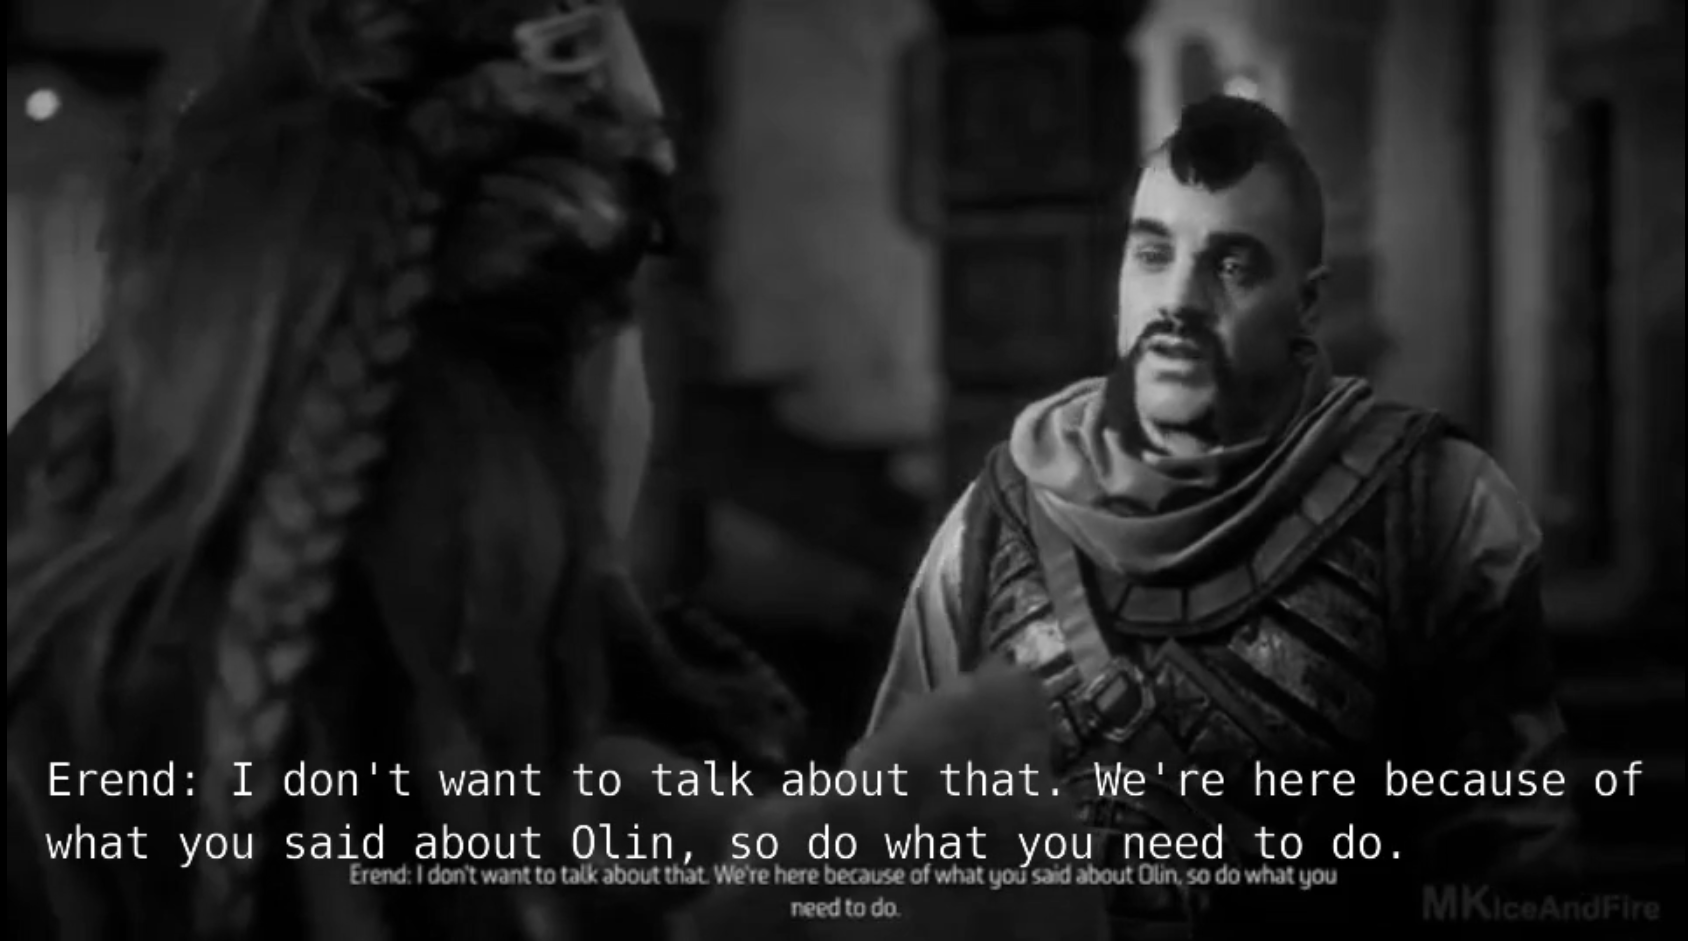 Erend: I don't want to talk about that. We're here because of
what you said about Olin, so do what you need to do.
Erend: I don't want to talk about that. We're here because of what you said about Olin, so do what you
need to do.
MKIceAndFire